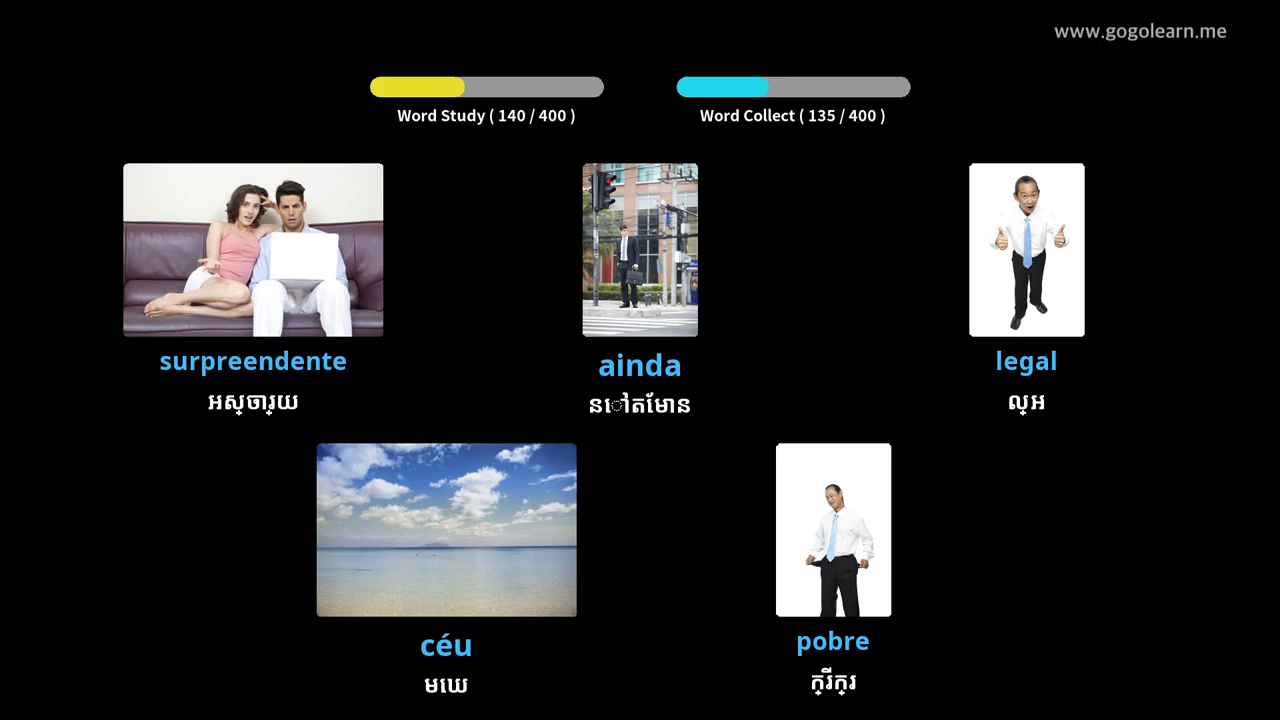 www.gogolearn.me
Word Study ( 140 / 400 )
Word Collect ( 135 / 400 )
surpreendente
ainda
legal
អស្ចារ្យ
នៅតែមាន
ល្អ
céu
pobre
មេឃ
ក្រីក្រ